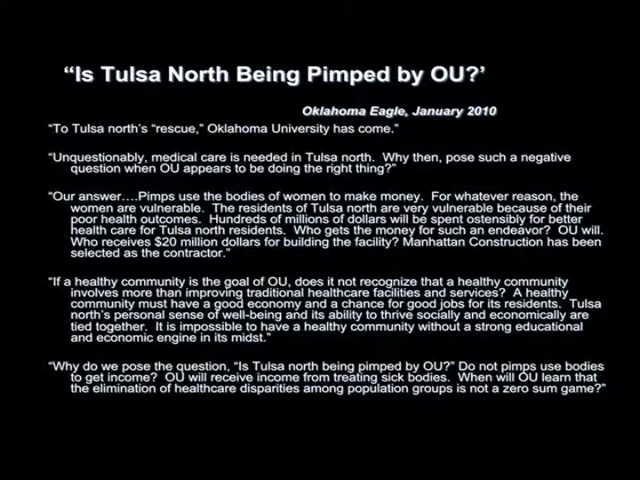 “Is Tulsa North Being Pimped by OU?’
Oklahoma Eagle, January 2010
“To Tulsa north’s “rescue,” Oklahoma University has come.”
“Unquestionably, medical care is needed in Tulsa north.  Why then, pose such a negative
question when OU appears to be doing the right thing?”
“Our answer….Pimps use the bodies of women to make money.  For whatever reason, the
women are vulnerable.  The residents of Tulsa north are very vulnerable because of their
poor health outcomes.  Hundreds of millions of dollars will be spent ostensibly for better
health care for Tulsa north residents.  Who gets the money for such an endeavor?  OU will.
Who receives $20 million dollars for building the facility? Manhattan Construction has been
selected as the contractor.”
“If a healthy community is the goal of OU, does it not recognize that a healthy community
involves more than improving traditional healthcare facilities and services?  A healthy
community must have a good economy and a chance for good jobs for its residents.  Tulsa
north’s personal sense of well-being and its ability to thrive socially and economically are
tied together.  It is impossible to have a healthy community without a strong educational
and economic engine in its midst.”
“Why do we pose the question, “Is Tulsa north being pimped by OU?” Do not pimps use bodies
to get income?  OU will receive income from treating sick bodies.  When will OU learn that
the elimination of healthcare disparities among population groups is not a zero sum game?”